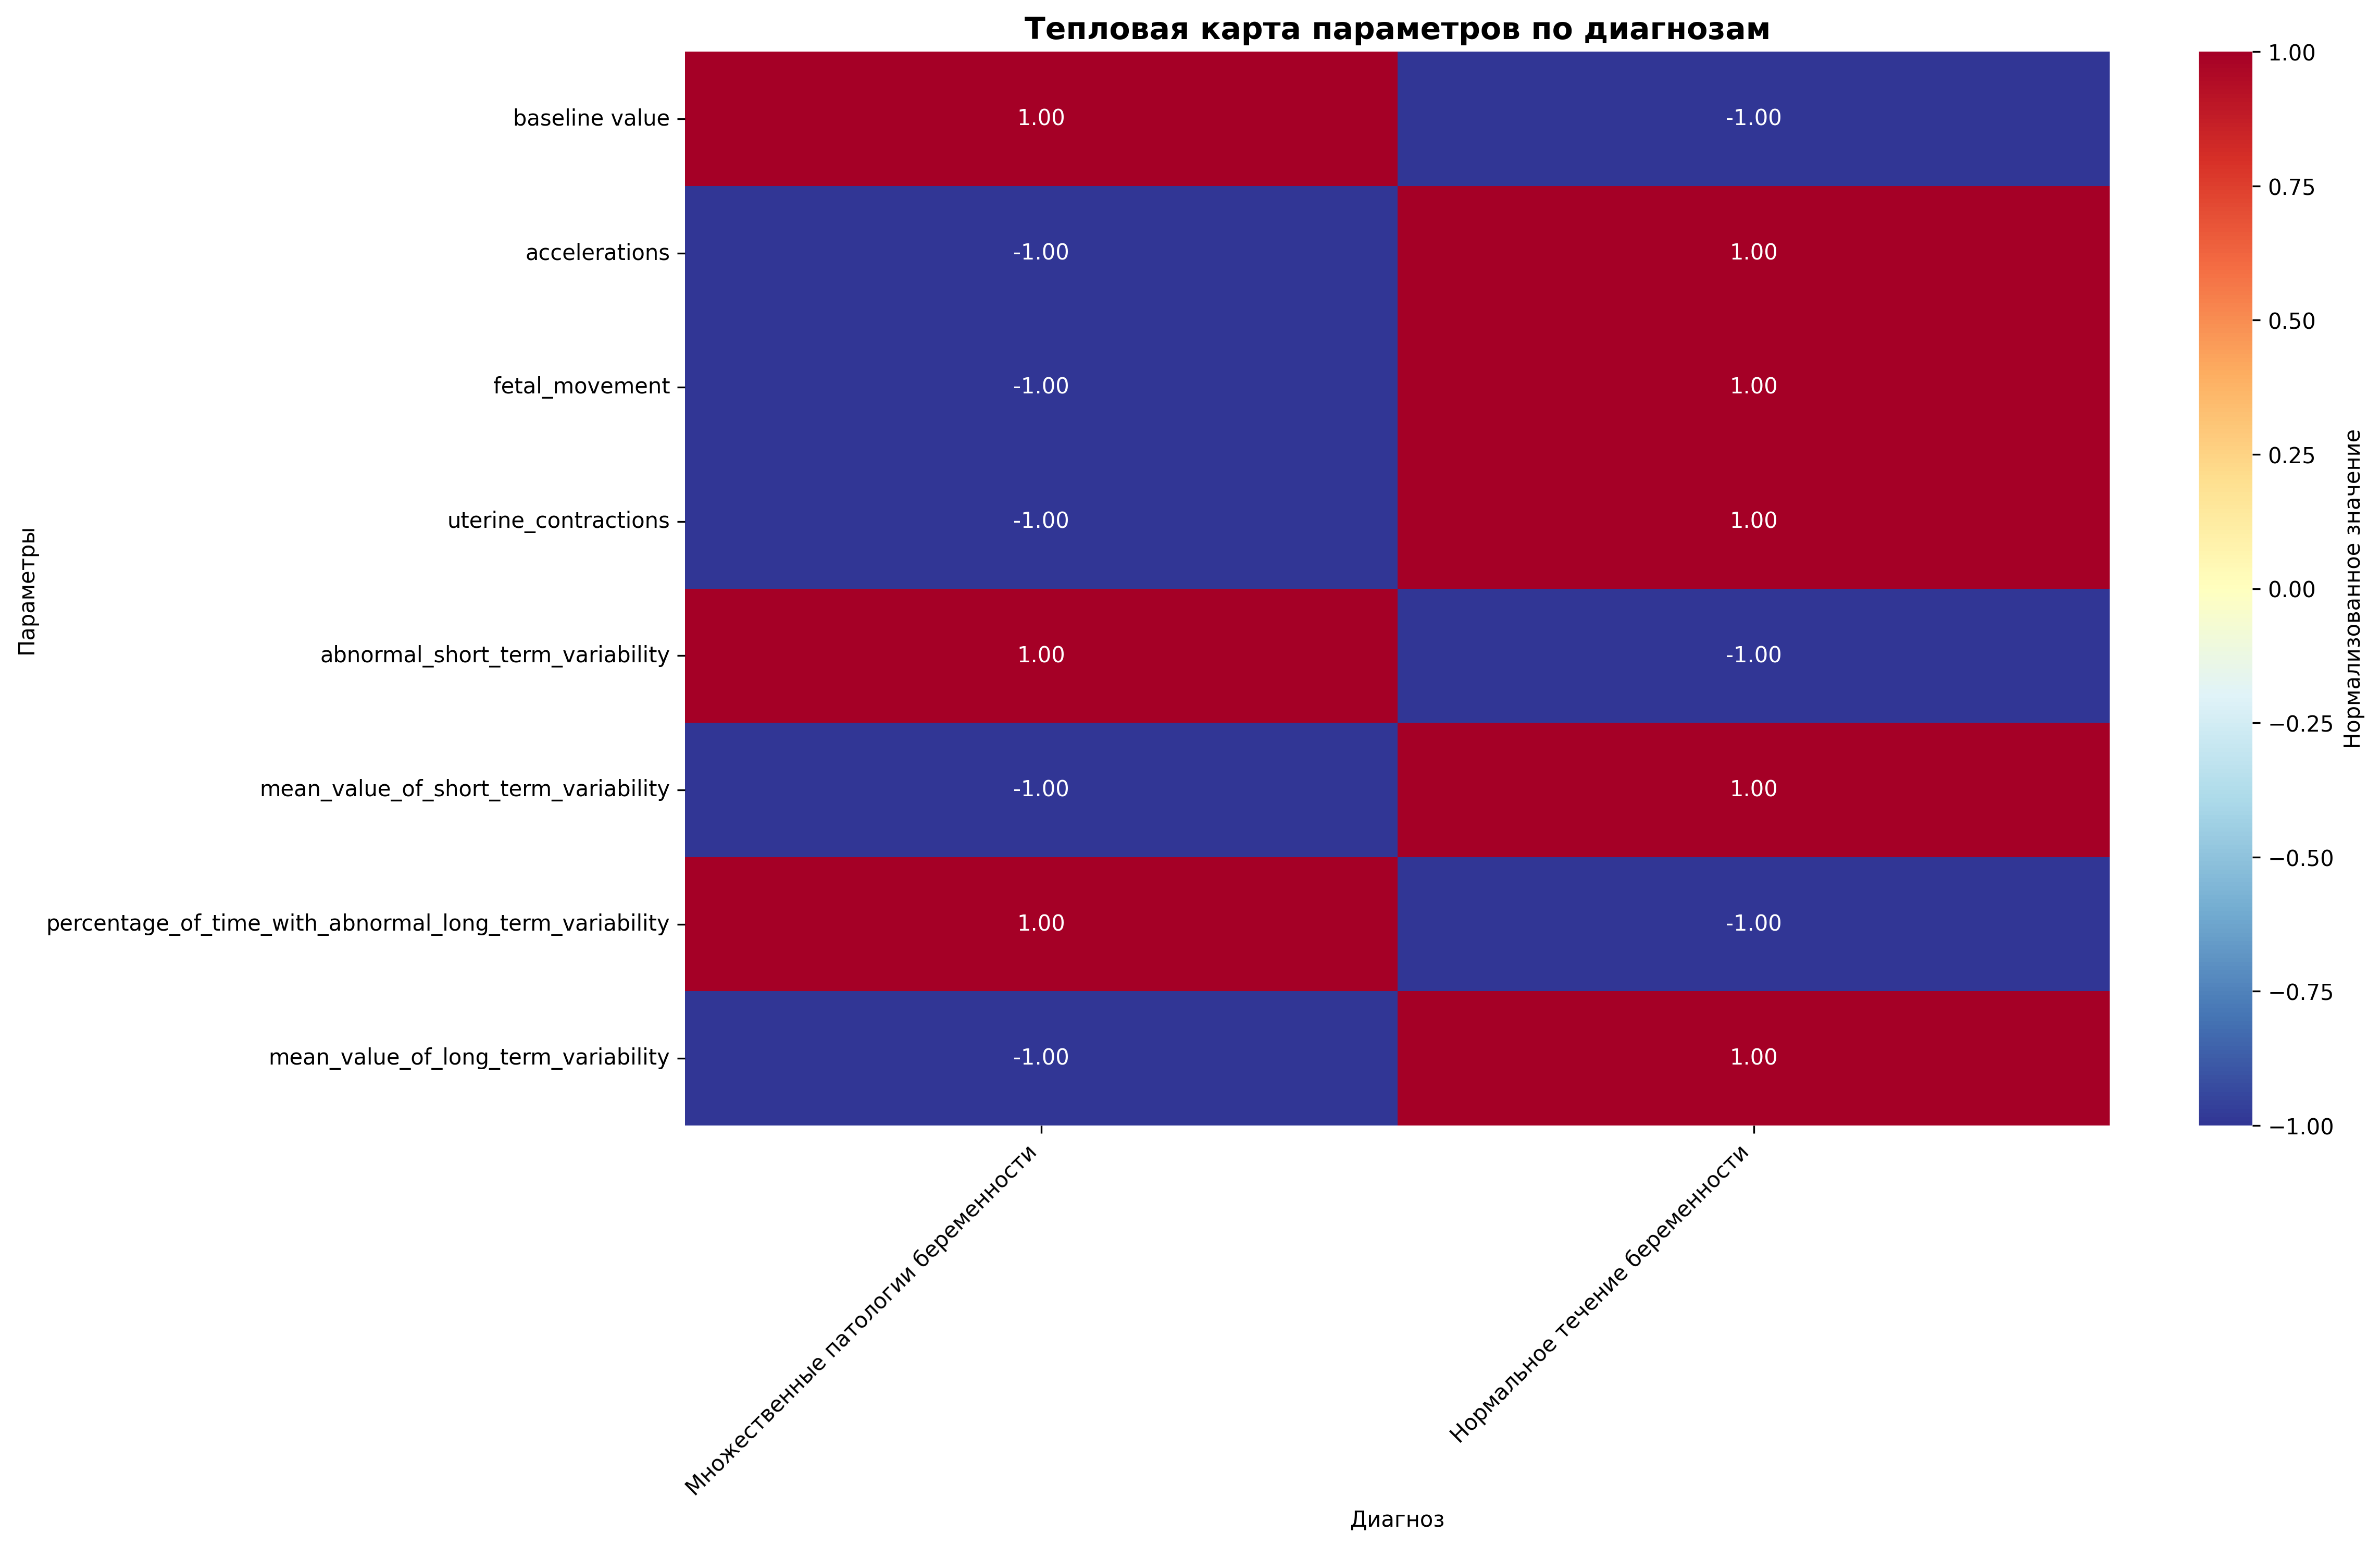 Тепловая карта параметров по диагнозам
Параметры
baseline value
1.00
-1.00
accelerations
-1.00
1.00
fetal_movement
-1.00
1.00
uterine_contractions
-1.00
1.00
abnormal_short_term_variability
1.00
-1.00
mean_value_of_short_term_variability
-1.00
1.00
percentage_of_time_with_abnormal_long_term_variability
1.00
-1.00
mean_value_of_long_term_variability
-1.00
1.00
Множественные патологии беременности
Нормальное течение беременности
Диагноз
1.00
0.75
0.50
0.25
0.00
−0.25
−0.50
−0.75
−1.00
Нормализованное значение